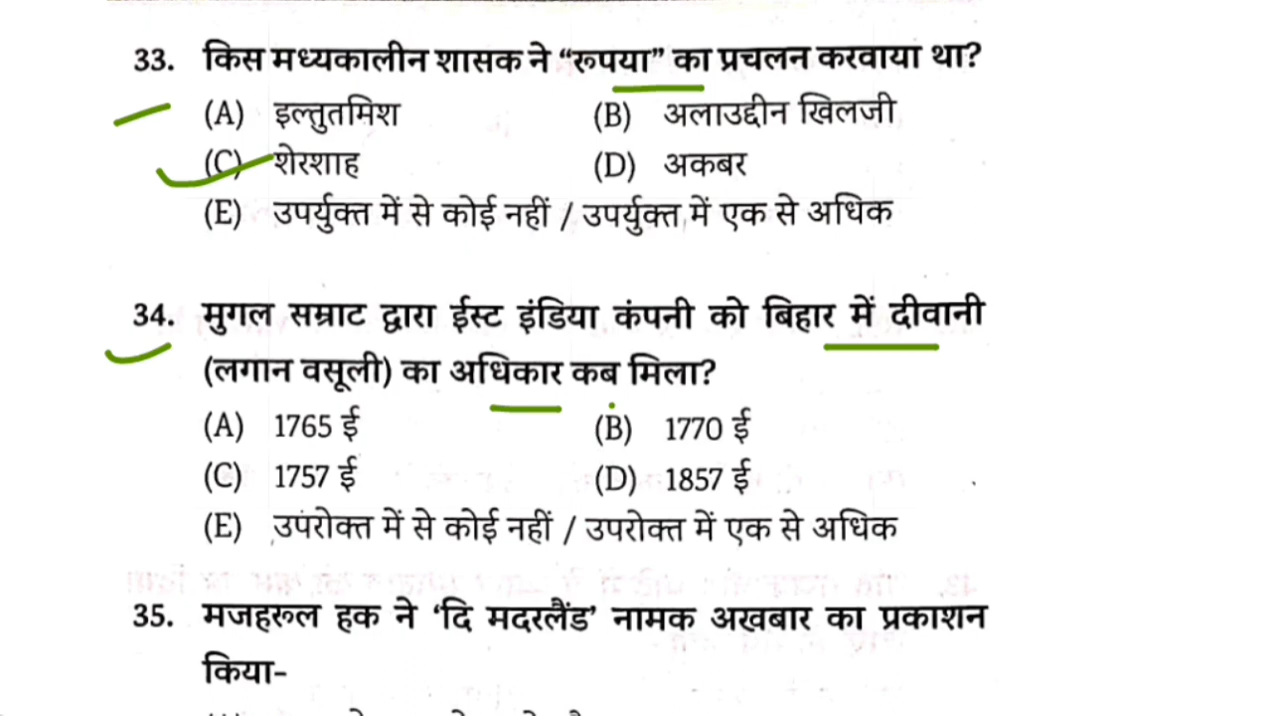 33. किस मध्यकालीन शासक ने “रूपया” का प्रचलन करवाया था?
(A) इल्तुतमिश (B) अलाउद्दीन खिलजी
(C) शेरशाह (D) अकबर
(E) उपर्युक्त में से कोई नहीं / उपर्युक्त में एक से अधिक
34. मुगल सम्राट द्वारा ईस्ट इंडिया कंपनी को बिहार में दीवानी
(लगान वसूली) का अधिकार कब मिला?
(A) 1765 ई (B) 1770 ई
(C) 1757 ई (D) 1857 ई
(E) उपरोक्त में से कोई नहीं / उपरोक्त में एक से अधिक
35. मजहरूल हक ने ‘दि मदरलैंड’ नामक अखबार का प्रकाशन
किया-